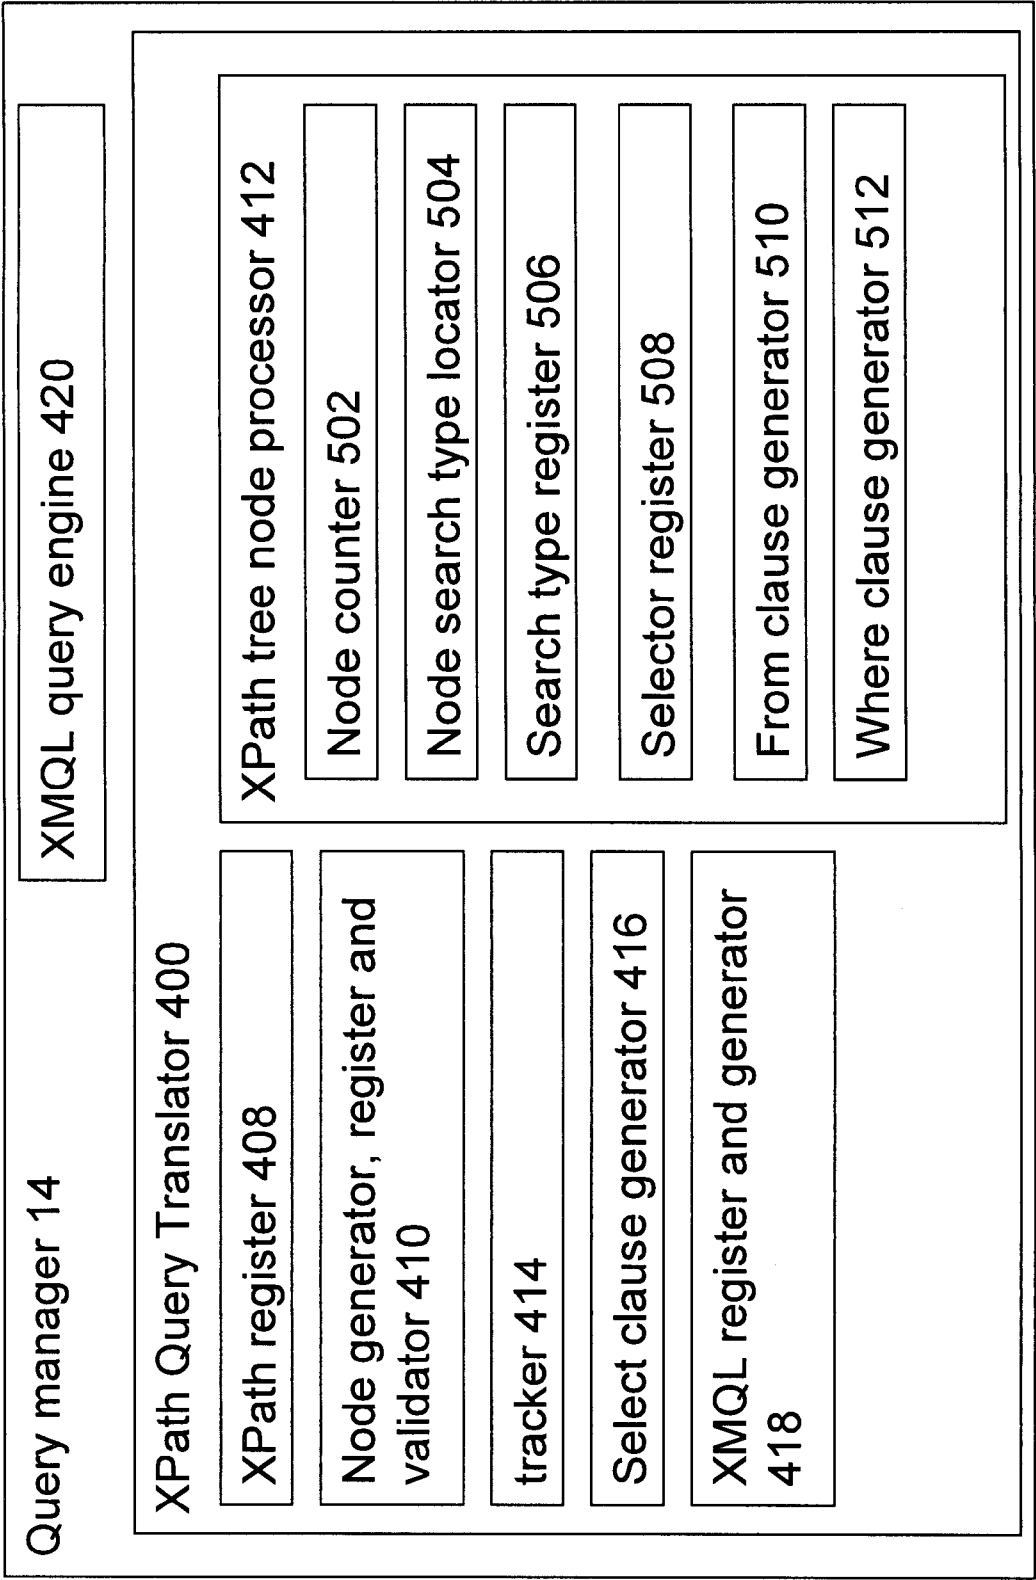 Query manager 14
XMQL query engine 420
XPath Query Translator 400
XPath register 408
Node generator, register and
validator 410
tracker 414
Select clause generator 416
XMQL register and generator
418
XPath tree node processor 412
Node counter 502
Node search type locator 504
Search type register 506
Selector register 508
From clause generator 510
Where clause generator 512